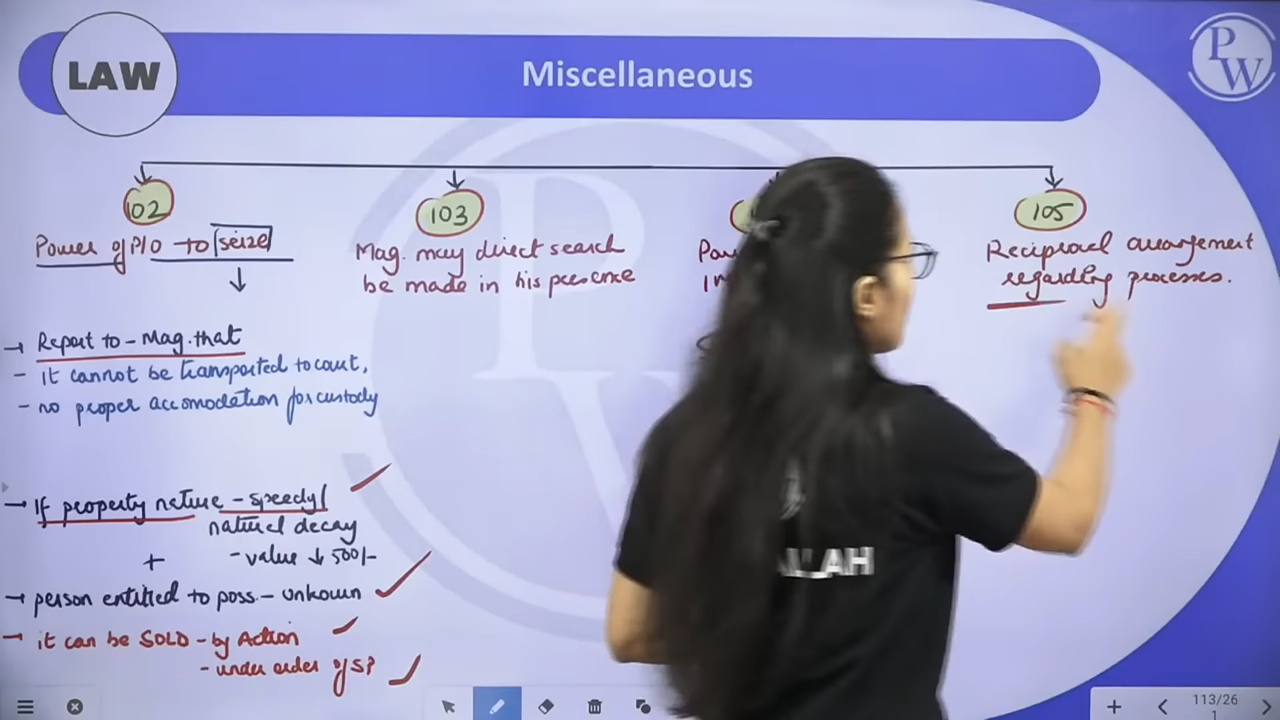 LAW
Miscellaneous
PW
102
Power of P/O to seize
→ Report to - Mag. that
- it cannot be transported to court,
- no proper accomodation for custody
→ If property nature - speedy/
natural decay
- value ↓ 500/-
+
→ person entitled to poss. - unkown
→ it can be SOLD - by Action
- under order of SP
103
Mag. may direct search
be made in his presence
105
Reciprocal arrangement
regarding processes.
LLAH
113/26
1